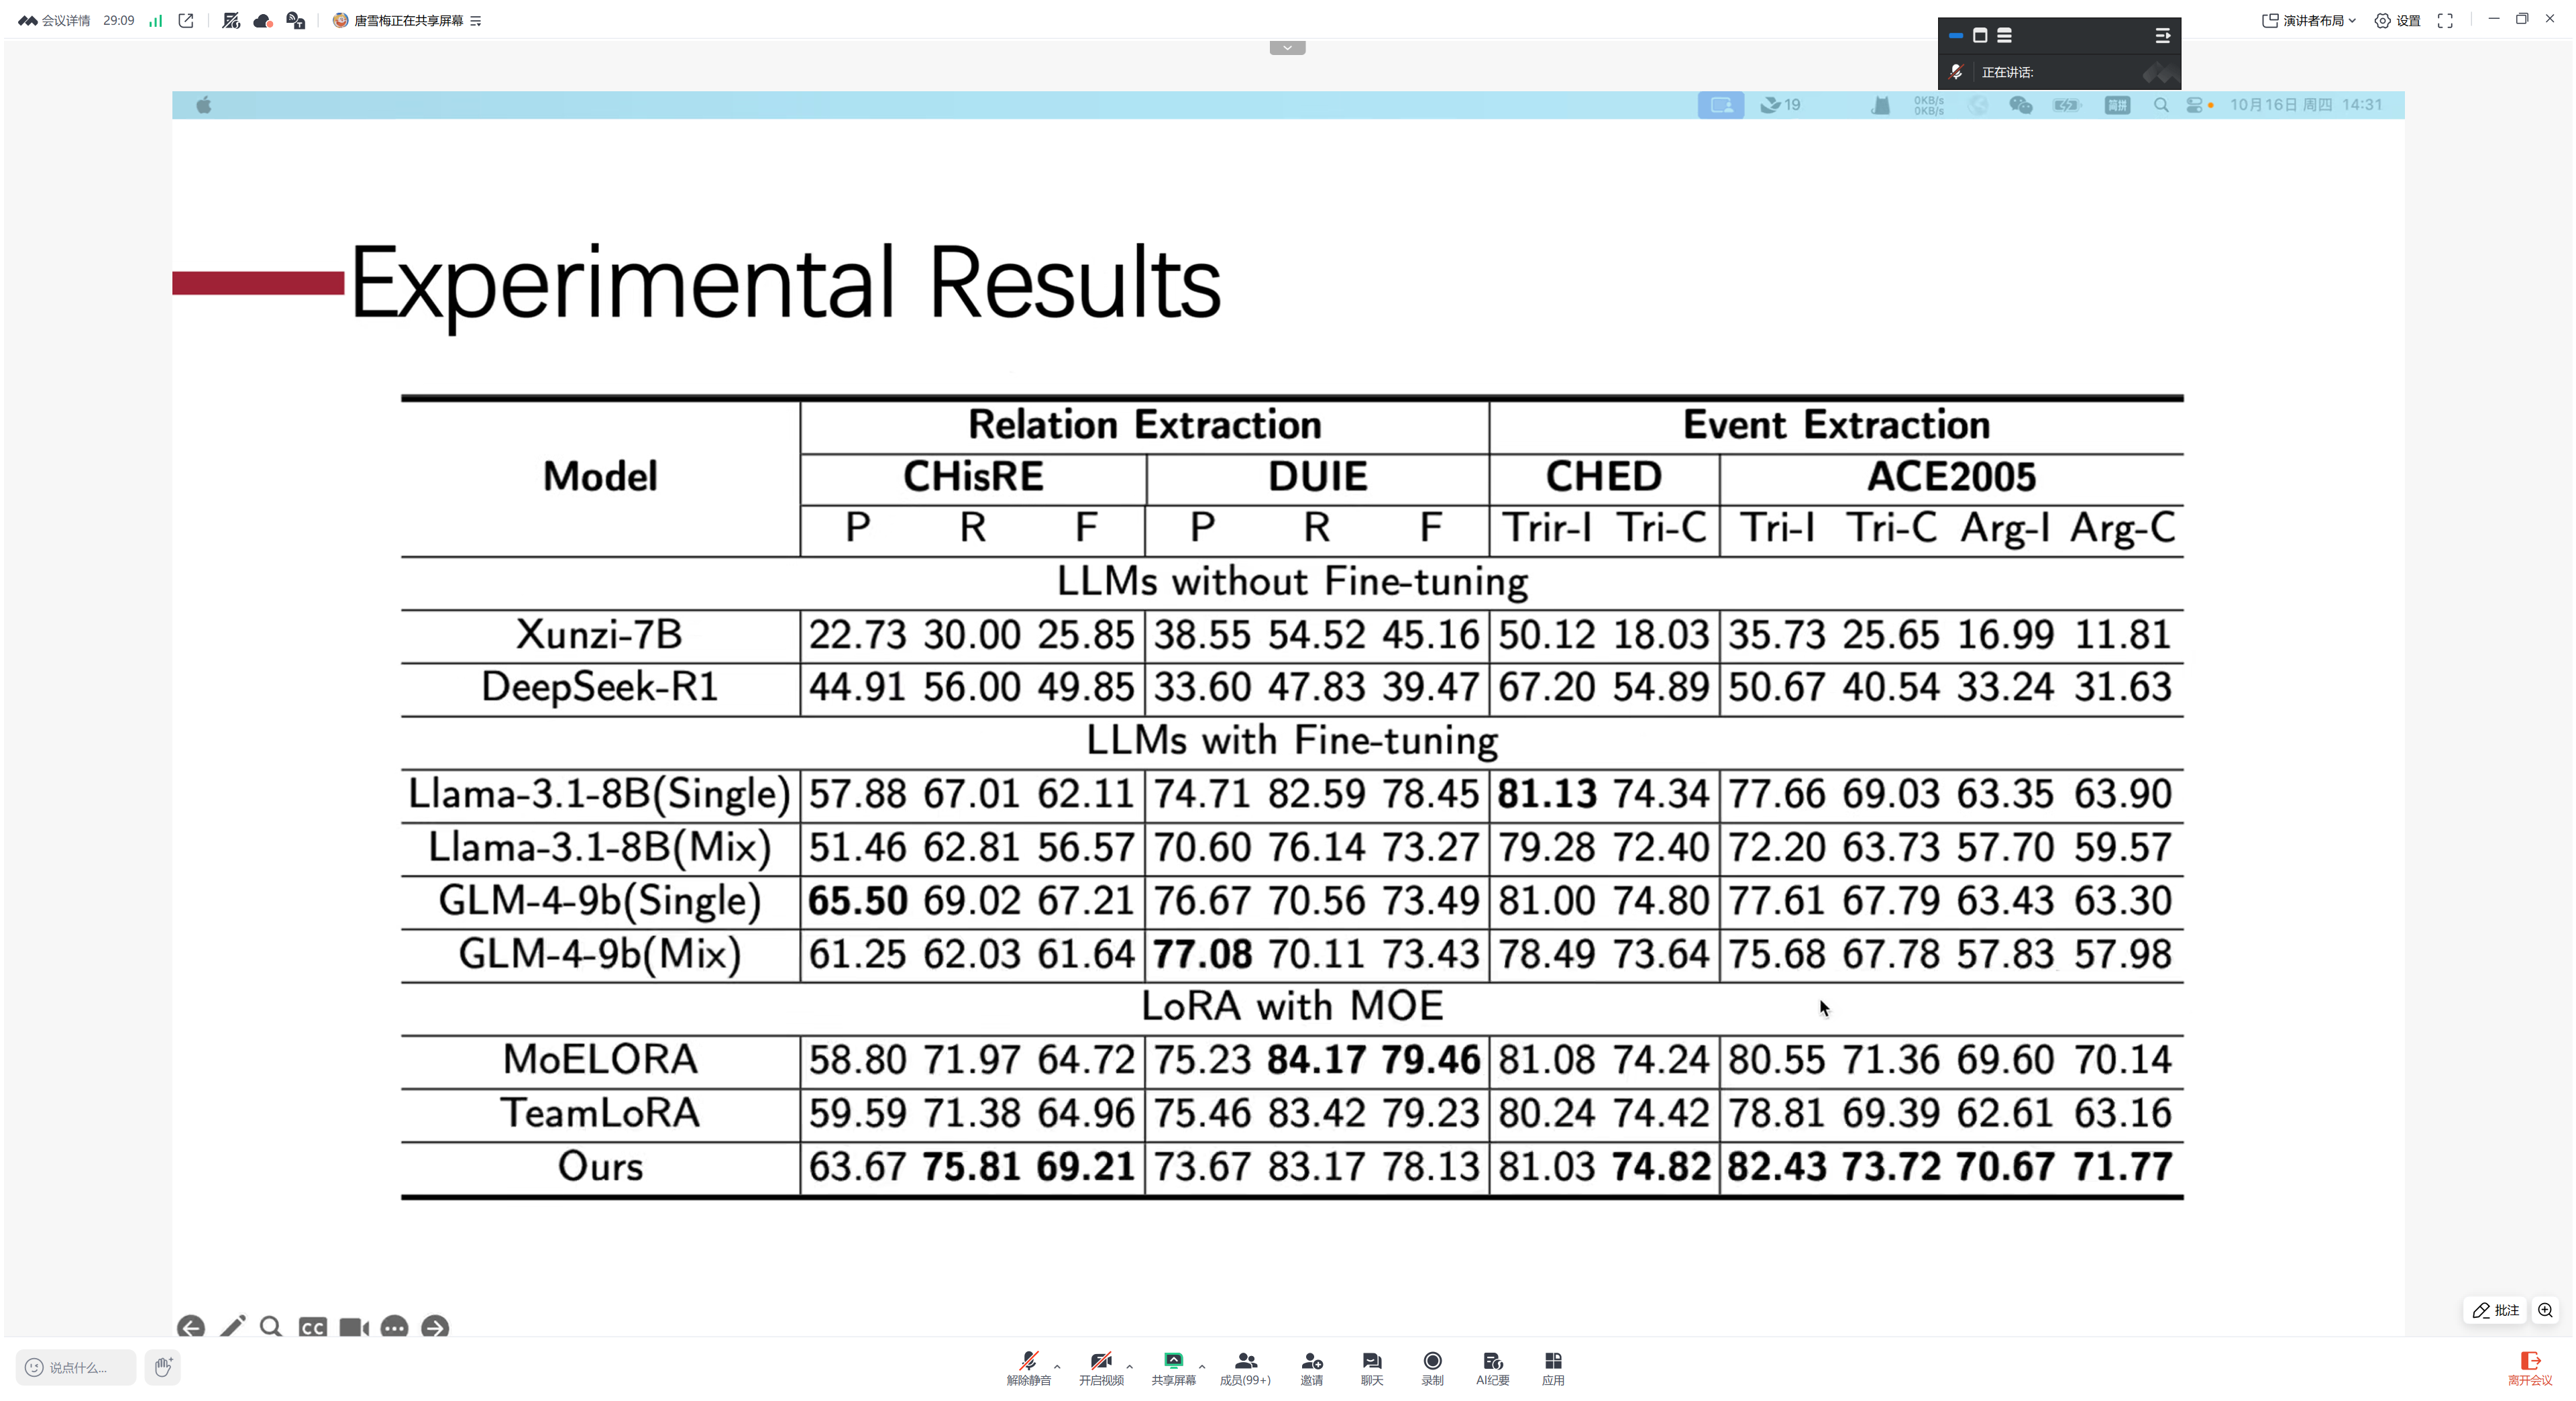 会议详情 29:09 唐雪梅正在共享屏幕 演讲者布局 设置
正在讲话:
19 0KB/s 0KB/s 简拼 10月16日 周四 14:31
Experimental Results
Model Relation Extraction Event Extraction
CHisRE DUIE CHED ACE2005
P R F P R F Trir-I Tri-C Tri-I Tri-C Arg-I Arg-C
LLMs without Fine-tuning
Xunzi-7B 22.73 30.00 25.85 38.55 54.52 45.16 50.12 18.03 35.73 25.65 16.99 11.81
DeepSeek-R1 44.91 56.00 49.85 33.60 47.83 39.47 67.20 54.89 50.67 40.54 33.24 31.63
LLMs with Fine-tuning
Llama-3.1-8B(Single) 57.88 67.01 62.11 74.71 82.59 78.45 81.13 74.34 77.66 69.03 63.35 63.90
Llama-3.1-8B(Mix) 51.46 62.81 56.57 70.60 76.14 73.27 79.28 72.40 72.20 63.73 57.70 59.57
GLM-4-9b(Single) 65.50 69.02 67.21 76.67 70.56 73.49 81.00 74.80 77.61 67.79 63.43 63.30
GLM-4-9b(Mix) 61.25 62.03 61.64 77.08 70.11 73.43 78.49 73.64 75.68 67.78 57.83 57.98
LoRA with MOE
MoELORA 58.80 71.97 64.72 75.23 84.17 79.46 81.08 74.24 80.55 71.36 69.60 70.14
TeamLoRA 59.59 71.38 64.96 75.46 83.42 79.23 80.24 74.42 78.81 69.39 62.61 63.16
Ours 63.67 75.81 69.21 73.67 83.17 78.13 81.03 74.82 82.43 73.72 70.67 71.77
CC
批注
说点什么... 解除静音 开启视频 共享屏幕 成员(99+) 邀请 聊天 录制 AI纪要 应用 离开会议